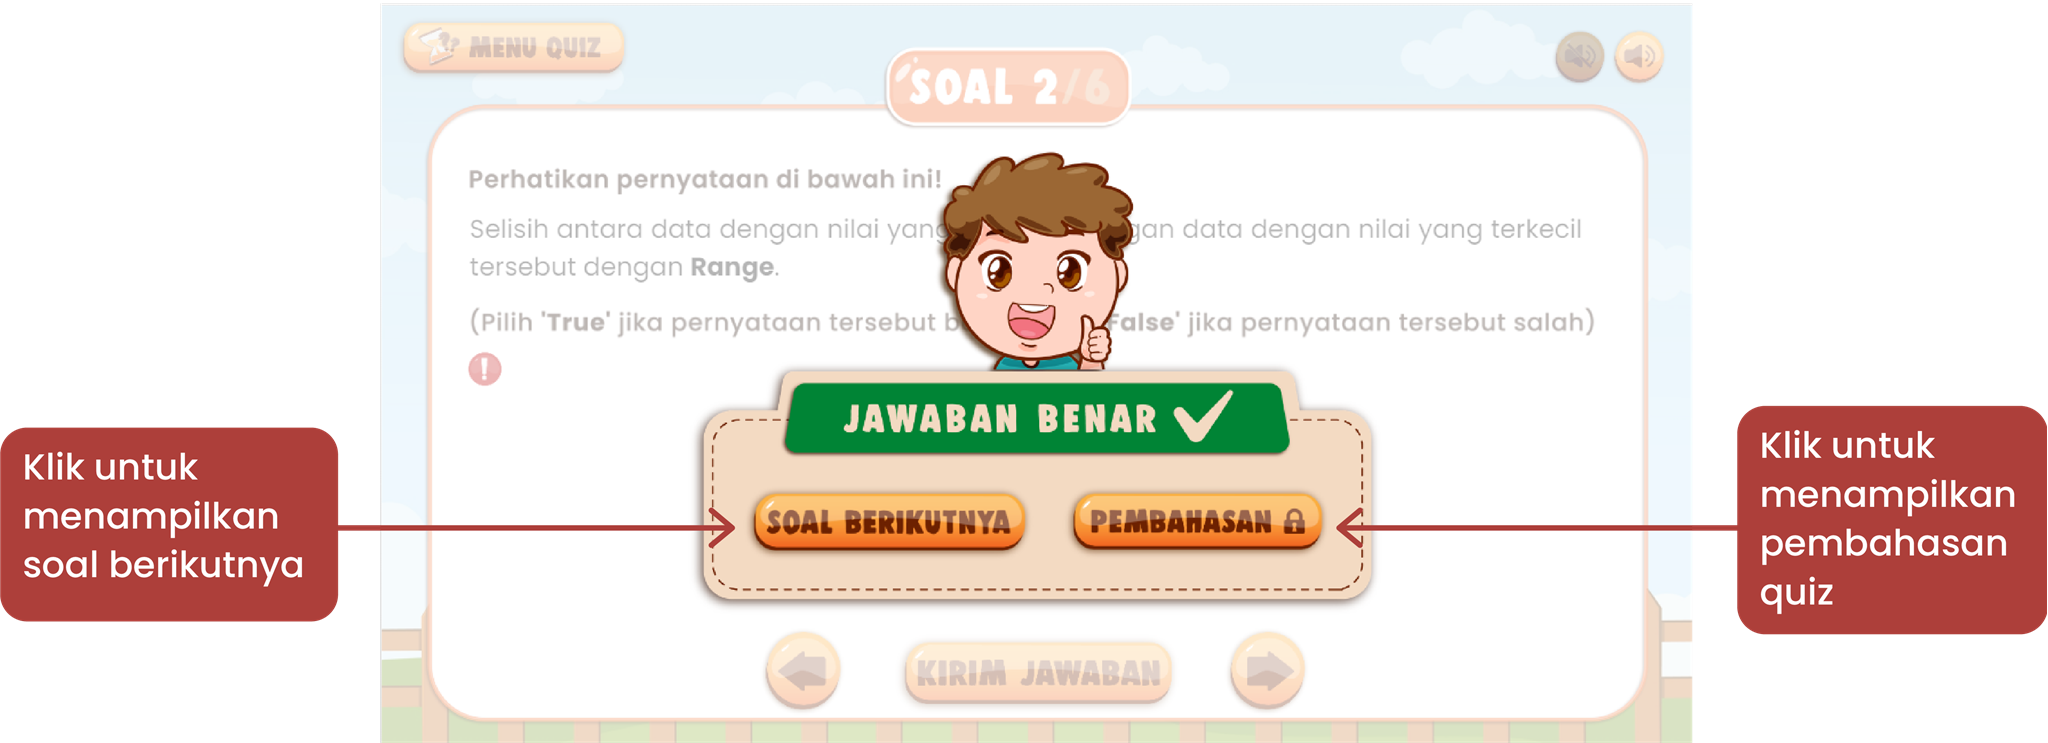 MENU QUIZ
SOAL 2/6
Perhatikan pernyataan di bawah ini!
Selisih antara data dengan nilai yang gan data dengan nilai yang terkecil
tersebut dengan Range.
(Pilih 'True' jika pernyataan tersebut b False' jika pernyataan tersebut salah)
!
JAWABAN BENAR
Klik untuk
menampilkan
soal berikutnya
SOAL BERIKUTNYA
PEMBAHASAN
Klik untuk
menampilkan
pembahasan
quiz
KIRIM JAWABAN